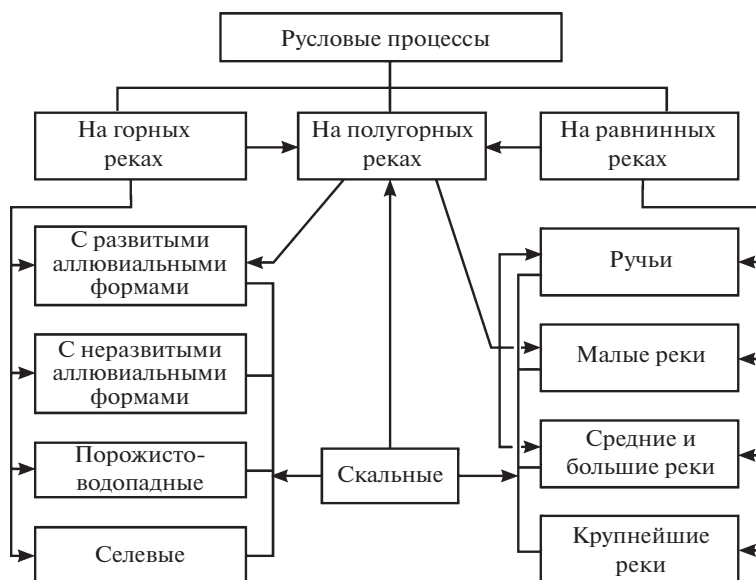 Русловые процессы
На горных
реках
На полугорных
реках
На равнинных
реках
С развитыми
аллювиальными
формами
С неразвитыми
аллювиальными
формами
Порожисто-
водопадные
Селевые
Скальные
Ручьи
Малые реки
Средние и
большие реки
Крупнейшие
реки